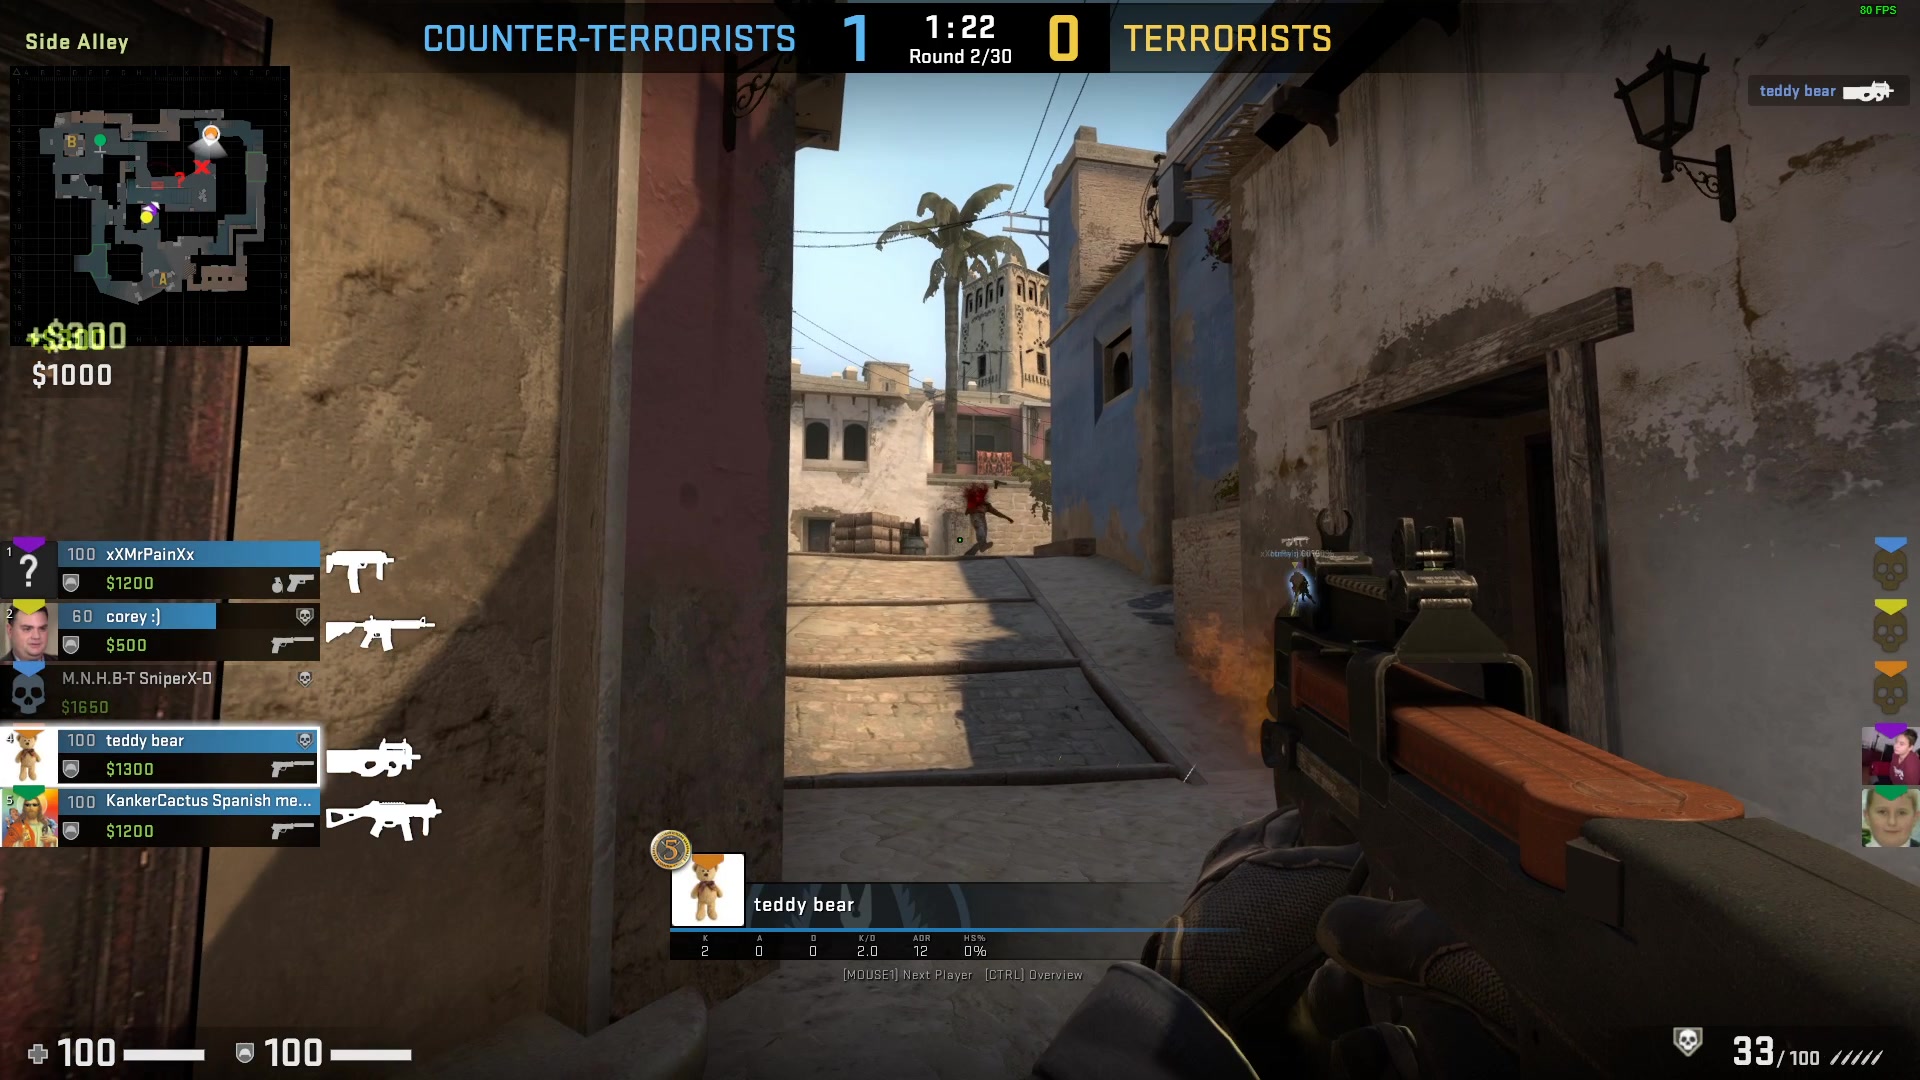 80 FPS
Side Alley
COUNTER-TERRORISTS 1 1:22 0 TERRORISTS
Round 2/30
teddy bear
B
?
A
$1000
1 100 xXMrPainXx
? $1200
2 60 corey :)
$500
M.N.H.B-T SniperX-D
$1650
4 100 teddy bear
$1300
5 100 KankerCactus Spanish me...
$1200
5
teddy bear
K A D K/D ADR HS%
2 0 0 2.0 12 0%
[MOUSE1] Next Player [CTRL] Overview
100 100 33 / 100